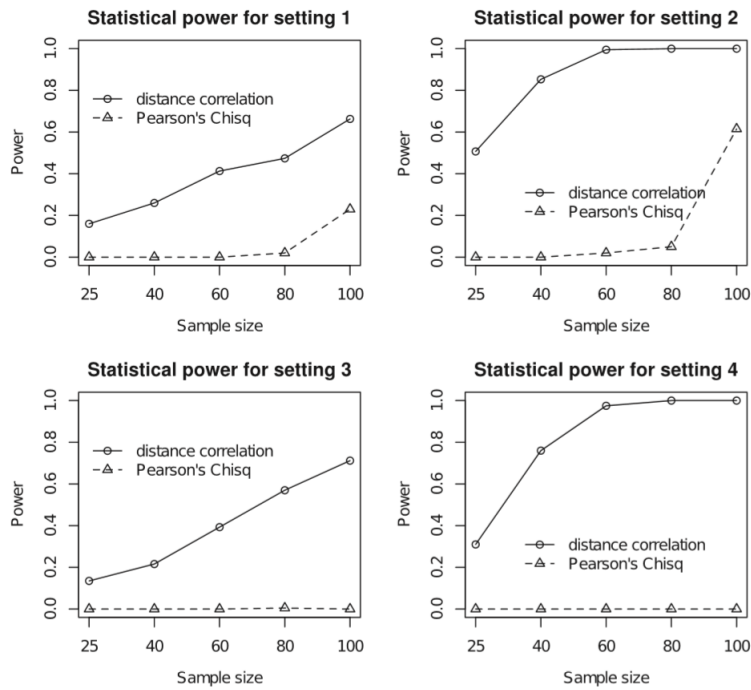 Statistical power for setting 1
Power
1.0
0.8
0.6
0.4
0.2
0.0
distance correlation
Pearson's Chisq
25 40 60 80 100
Sample size
Statistical power for setting 2
Power
1.0
0.8
0.6
0.4
0.2
0.0
distance correlation
Pearson's Chisq
25 40 60 80 100
Sample size
Statistical power for setting 3
Power
1.0
0.8
0.6
0.4
0.2
0.0
distance correlation
Pearson's Chisq
25 40 60 80 100
Sample size
Statistical power for setting 4
Power
1.0
0.8
0.6
0.4
0.2
0.0
distance correlation
Pearson's Chisq
25 40 60 80 100
Sample size